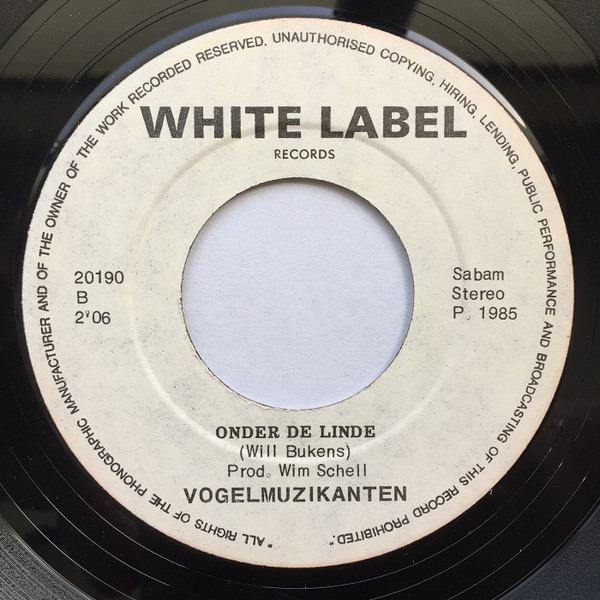 "ALL RIGHTS OF THE PHONOGRAPHIC MANUFACTURER AND OF THE OWNER OF THE WORK RECORDED RESERVED. UNAUTHORISED COPYING, HIRING, LENDING, PUBLIC PERFORMANCE AND BROADCASTING OF THIS RECORD PROHIBITED."
WHITE LABEL
RECORDS
20190
B
2'06
Sabam
Stereo
P. 1985
ONDER DE LINDE
(Will Bukens)
Prod. Wim Schell
VOGELMUZIKANTEN